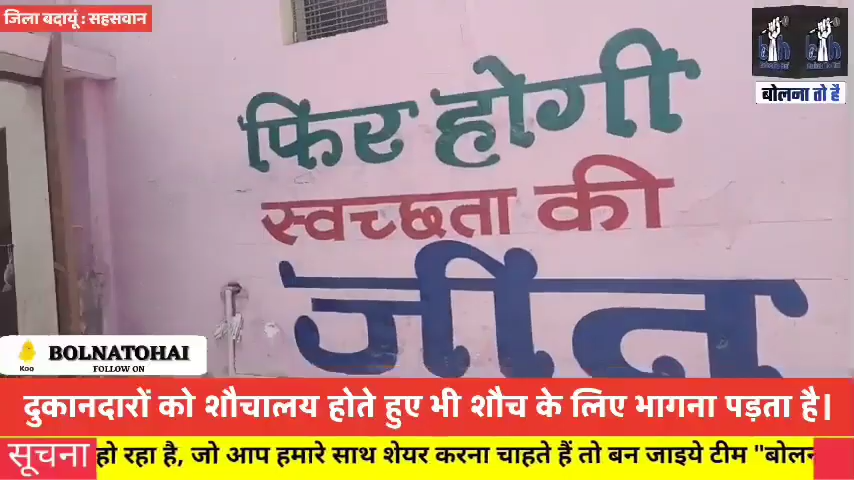 जिला बदायूं : सहसवान
बोलना तो है
फिर होगी
स्वच्छता की
जीत
Koo
BOLNATOHAI
FOLLOW ON
दुकानदारों को शौचालय होते हुए भी शौच के लिए भागना पड़ता है।
सूचना
हो रहा है, जो आप हमारे साथ शेयर करना चाहते हैं तो बन जाइये टीम "बोलन